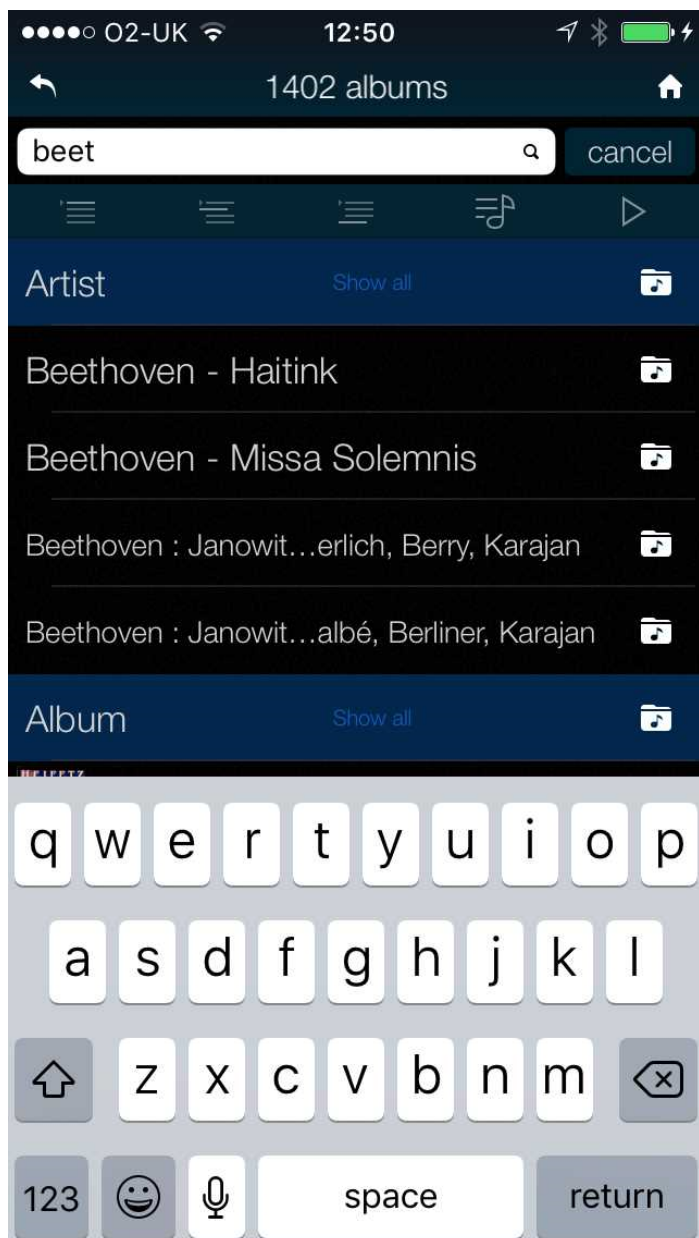 O2-UK 12:50
1402 albums
beet cancel
Artist Show all
Beethoven - Haitink
Beethoven - Missa Solemnis
Beethoven : Janowit...erlich, Berry, Karajan
Beethoven : Janowit...albé, Berliner, Karajan
Album Show all
HEIFETZ
q w e r t y u i o p
a s d f g h j k l
z x c v b n m
123 space return